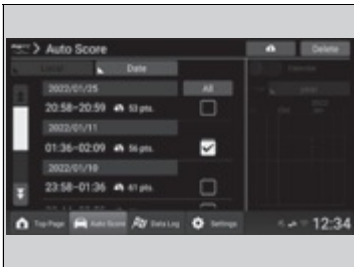 Auto Score
Delete
Local
Date
Calendar
2022/01/25
All
20:58-20:59 53 pts.
2022/01/11
01:36-02:09 56 pts.
2022/01/10
23:58-01:36 61 pts.
Top Page
Auto Score
Data Log
Settings
12:34